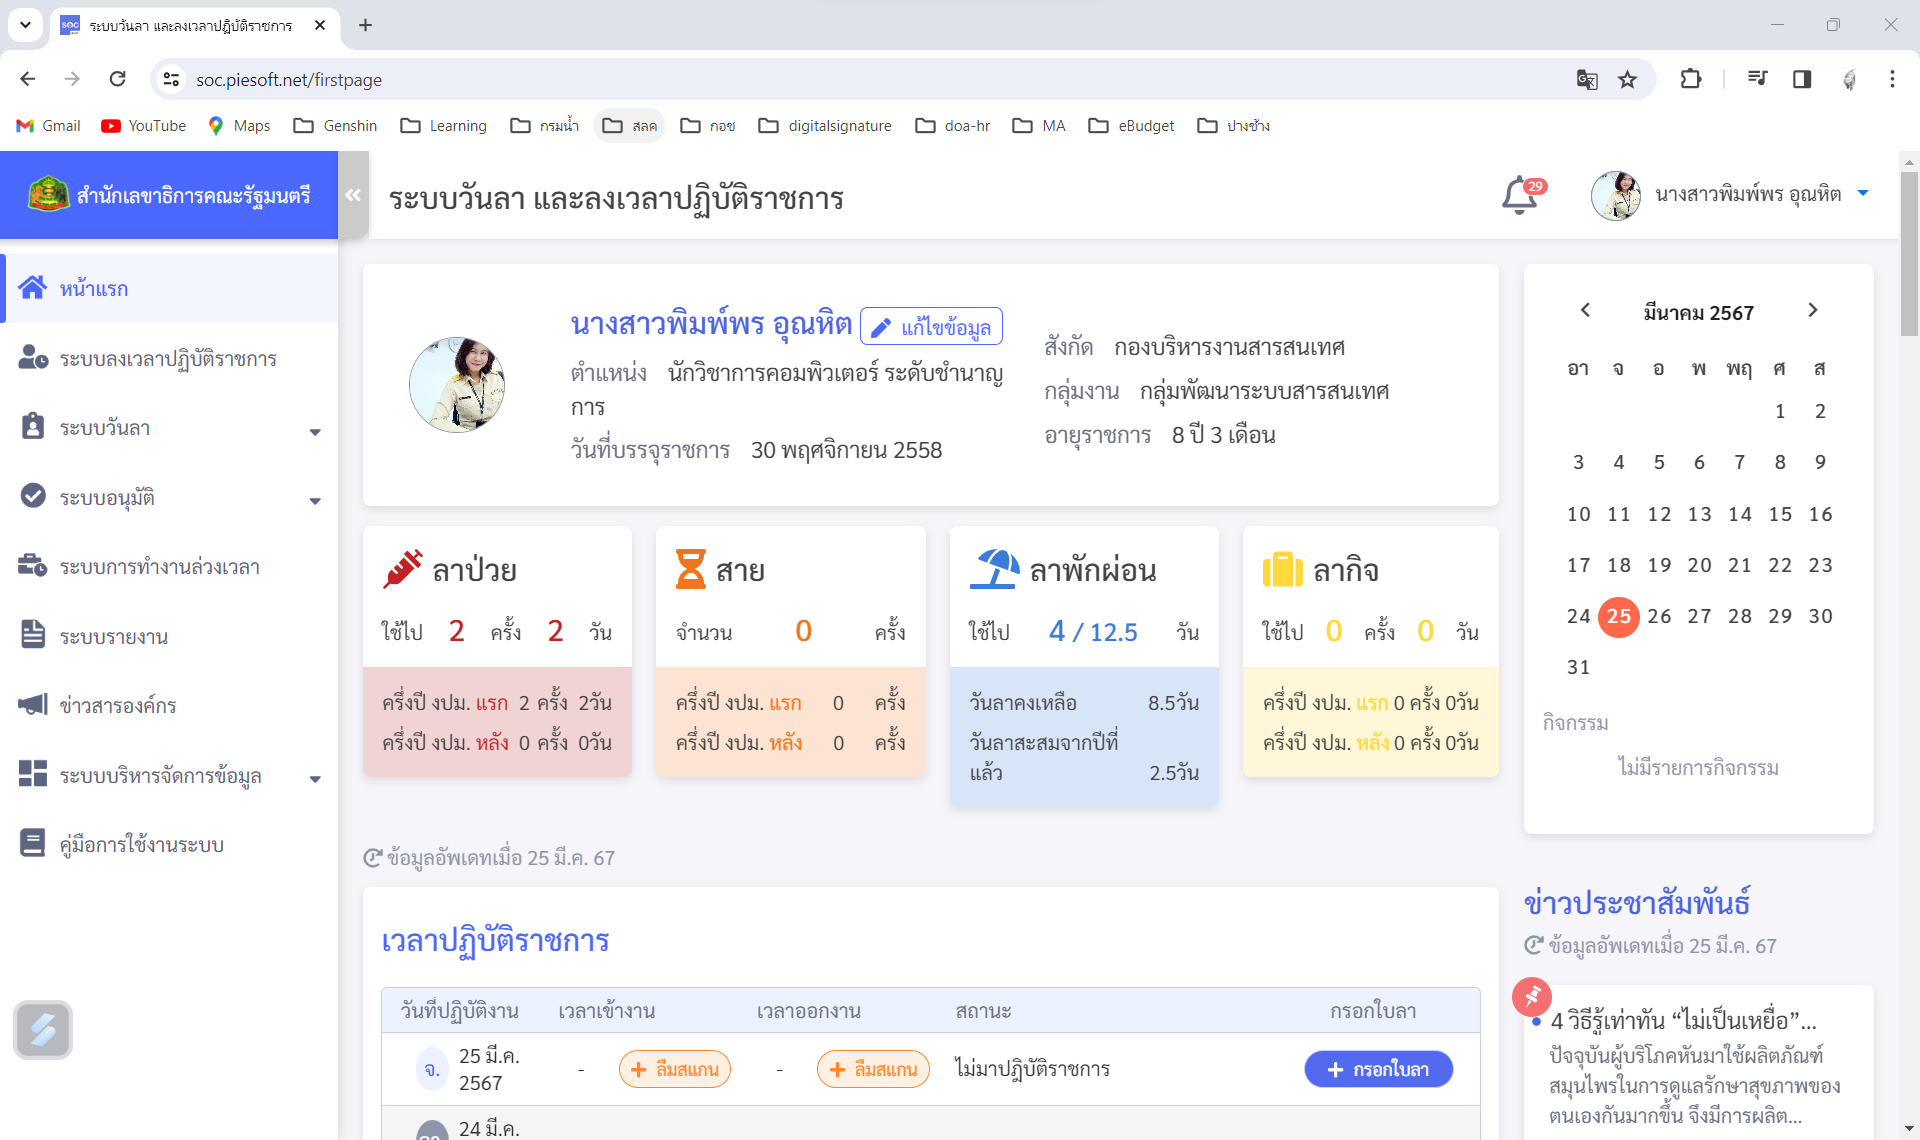 ระบบวันลา และลงเวลาปฏิบัติราชการ
soc.piesoft.net/firstpage
Gmail YouTube Maps Genshin Learning กรมน้ำ สลค กอช digitalsignature doa-hr MA eBudget ปางช้าง
สำนักเลขาธิการคณะรัฐมนตรี
ระบบวันลา และลงเวลาปฏิบัติราชการ
29
นางสาวพิมพ์พร อุณหิต
หน้าแรก
ระบบลงเวลาปฏิบัติราชการ
ระบบวันลา
ระบบอนุมัติ
ระบบการทำงานล่วงเวลา
ระบบรายงาน
ข่าวสารองค์กร
ระบบบริหารจัดการข้อมูล
คู่มือการใช้งานระบบ
นางสาวพิมพ์พร อุณหิต แก้ไขข้อมูล
ตำแหน่ง นักวิชาการคอมพิวเตอร์ ระดับชำนาญ
การ
วันที่บรรจุราชการ 30 พฤศจิกายน 2558
สังกัด กองบริหารงานสารสนเทศ
กลุ่มงาน กลุ่มพัฒนาระบบสารสนเทศ
อายุราชการ 8 ปี 3 เดือน
ลาป่วย
ใช้ไป 2 ครั้ง 2 วัน
ครึ่งปี งปม. แรก 2 ครั้ง 2วัน
ครึ่งปี งปม. หลัง 0 ครั้ง 0วัน
สาย
จำนวน 0 ครั้ง
ครึ่งปี งปม. แรก 0 ครั้ง
ครึ่งปี งปม. หลัง 0 ครั้ง
ลาพักผ่อน
ใช้ไป 4 / 12.5 วัน
วันลาคงเหลือ 8.5วัน
วันลาสะสมจากปีที่
แล้ว 2.5วัน
ลากิจ
ใช้ไป 0 ครั้ง 0 วัน
ครึ่งปี งปม. แรก 0 ครั้ง 0วัน
ครึ่งปี งปม. หลัง 0 ครั้ง 0วัน
มีนาคม 2567
อา จ อ พ พฤ ศ ส
1 2
3 4 5 6 7 8 9
10 11 12 13 14 15 16
17 18 19 20 21 22 23
24 25 26 27 28 29 30
31
กิจกรรม
ไม่มีรายการกิจกรรม
ข้อมูลอัพเดทเมื่อ 25 มี.ค. 67
เวลาปฏิบัติราชการ
วันที่ปฏิบัติงาน เวลาเข้างาน เวลาออกงาน สถานะ กรอกใบลา
จ. 25 มี.ค. 2567 - ลืมสแกน - ลืมสแกน ไม่มาปฎิบัติราชการ กรอกใบลา
24 มี.ค.
ข่าวประชาสัมพันธ์
ข้อมูลอัพเดทเมื่อ 25 มี.ค. 67
4 วิธีรู้เท่าทัน “ไม่เป็นเหยื่อ”...
ปัจจุบันผู้บริโภคหันมาใช้ผลิตภัณฑ์
สมุนไพรในการดูแลรักษาสุขภาพของ
ตนเองกันมากขึ้น จึงมีการผลิต...